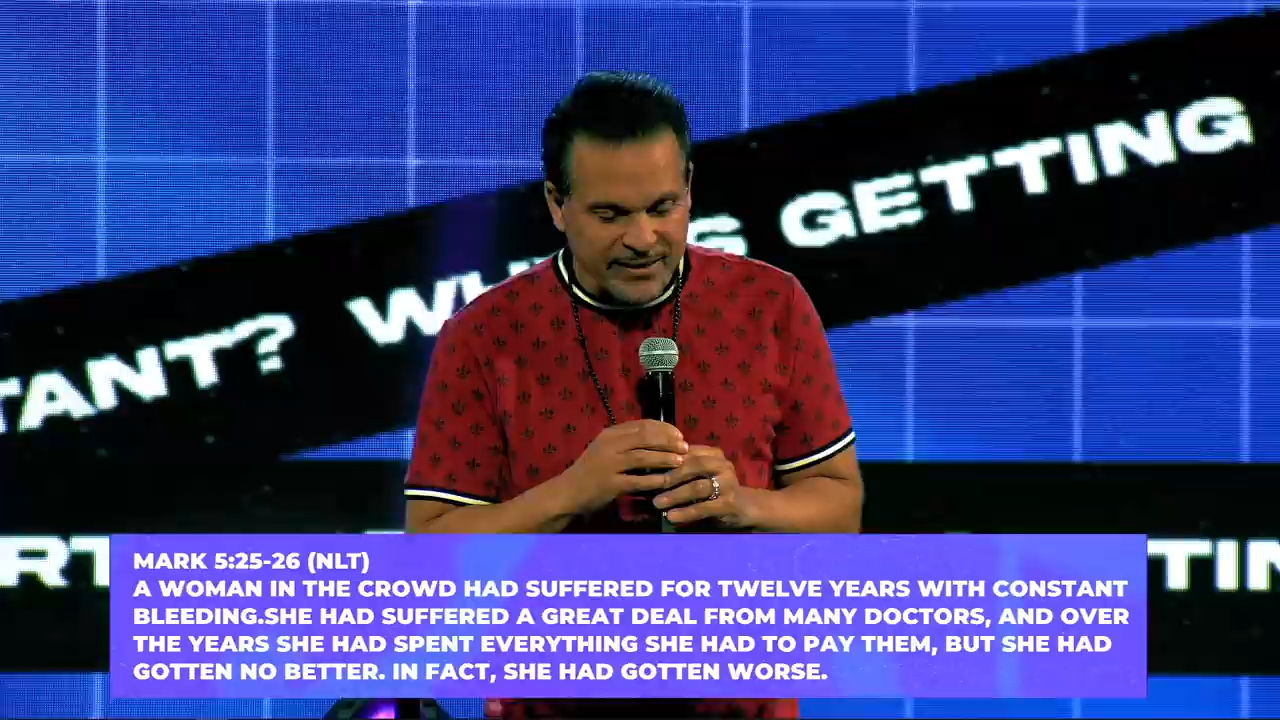 TANT? WH S GETTING
MARK 5:25-26 (NLT)
A WOMAN IN THE CROWD HAD SUFFERED FOR TWELVE YEARS WITH CONSTANT
BLEEDING.SHE HAD SUFFERED A GREAT DEAL FROM MANY DOCTORS, AND OVER
THE YEARS SHE HAD SPENT EVERYTHING SHE HAD TO PAY THEM, BUT SHE HAD
GOTTEN NO BETTER. IN FACT, SHE HAD GOTTEN WORSE.
RT TIN